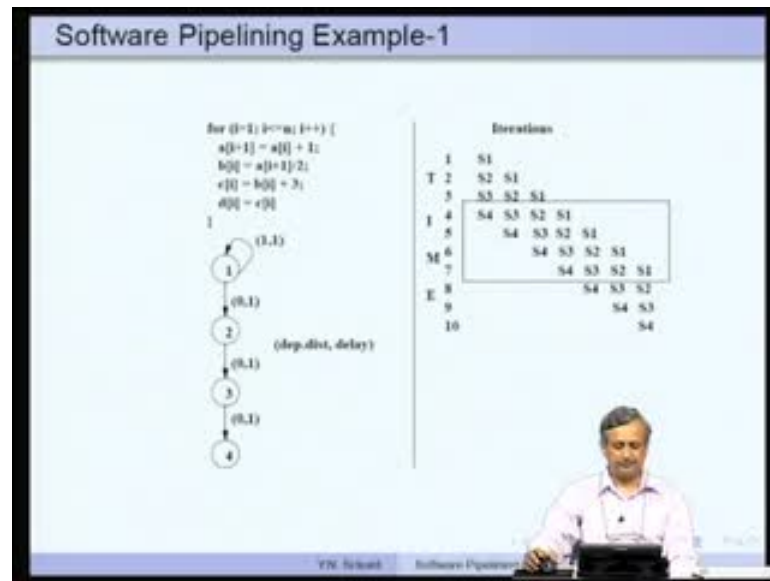 Software Pipelining Example-1
for (i=1; i<=n; i++) {
a[i+1] = a[i] + 1;
b[i] = a[i+1]/2;
c[i] = b[i] + 3;
d[i] = c[i]
}
(1,1)
1
(0,1)
2
(dep.dist, delay)
(0,1)
3
(0,1)
4
Iterations
1 S1
T 2 S2 S1
3 S3 S2 S1
I 4 S4 S3 S2 S1
5 S4 S3 S2 S1
M 6 S4 S3 S2 S1
7 S4 S3 S2 S1
E 8 S4 S3 S2
9 S4 S3
10 S4
Y.N. Srikant
Software